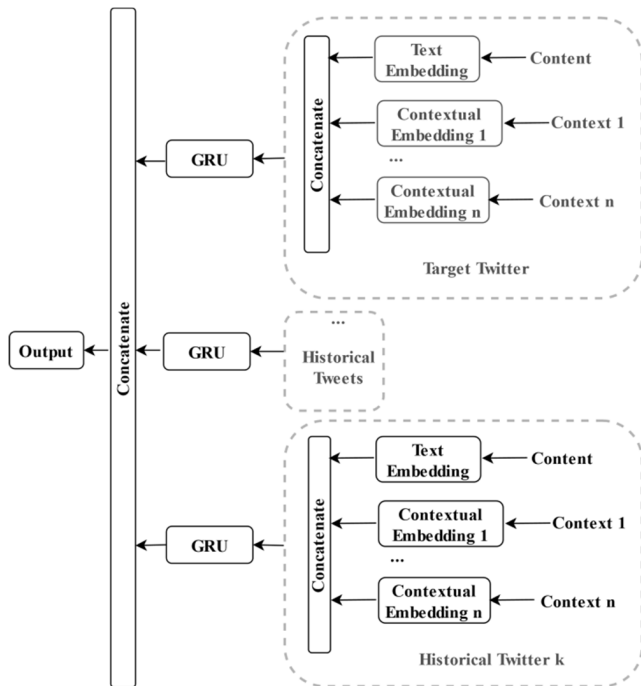 Text
Embedding
Content
Contextual
Embedding 1
Context 1
...
Contextual
Embedding n
Context n
Concatenate
Target Twitter
GRU
Concatenate
Output
GRU
...
Historical
Tweets
Text
Embedding
Content
Contextual
Embedding 1
Context 1
...
Contextual
Embedding n
Context n
Concatenate
GRU
Historical Twitter k